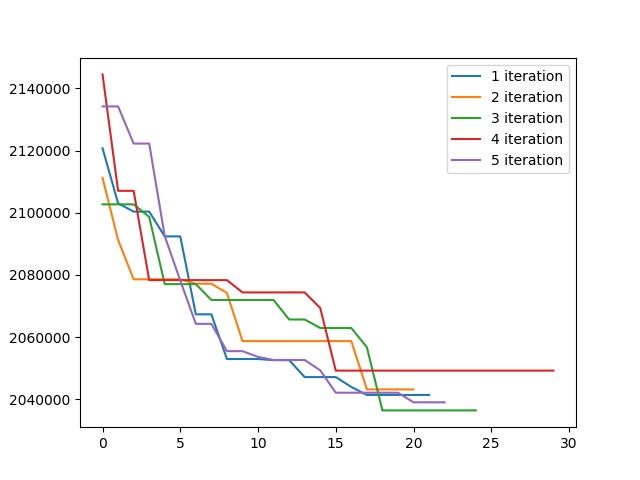 2140000
2120000
2100000
2080000
2060000
2040000
0 5 10 15 20 25 30
1 iteration
2 iteration
3 iteration
4 iteration
5 iteration